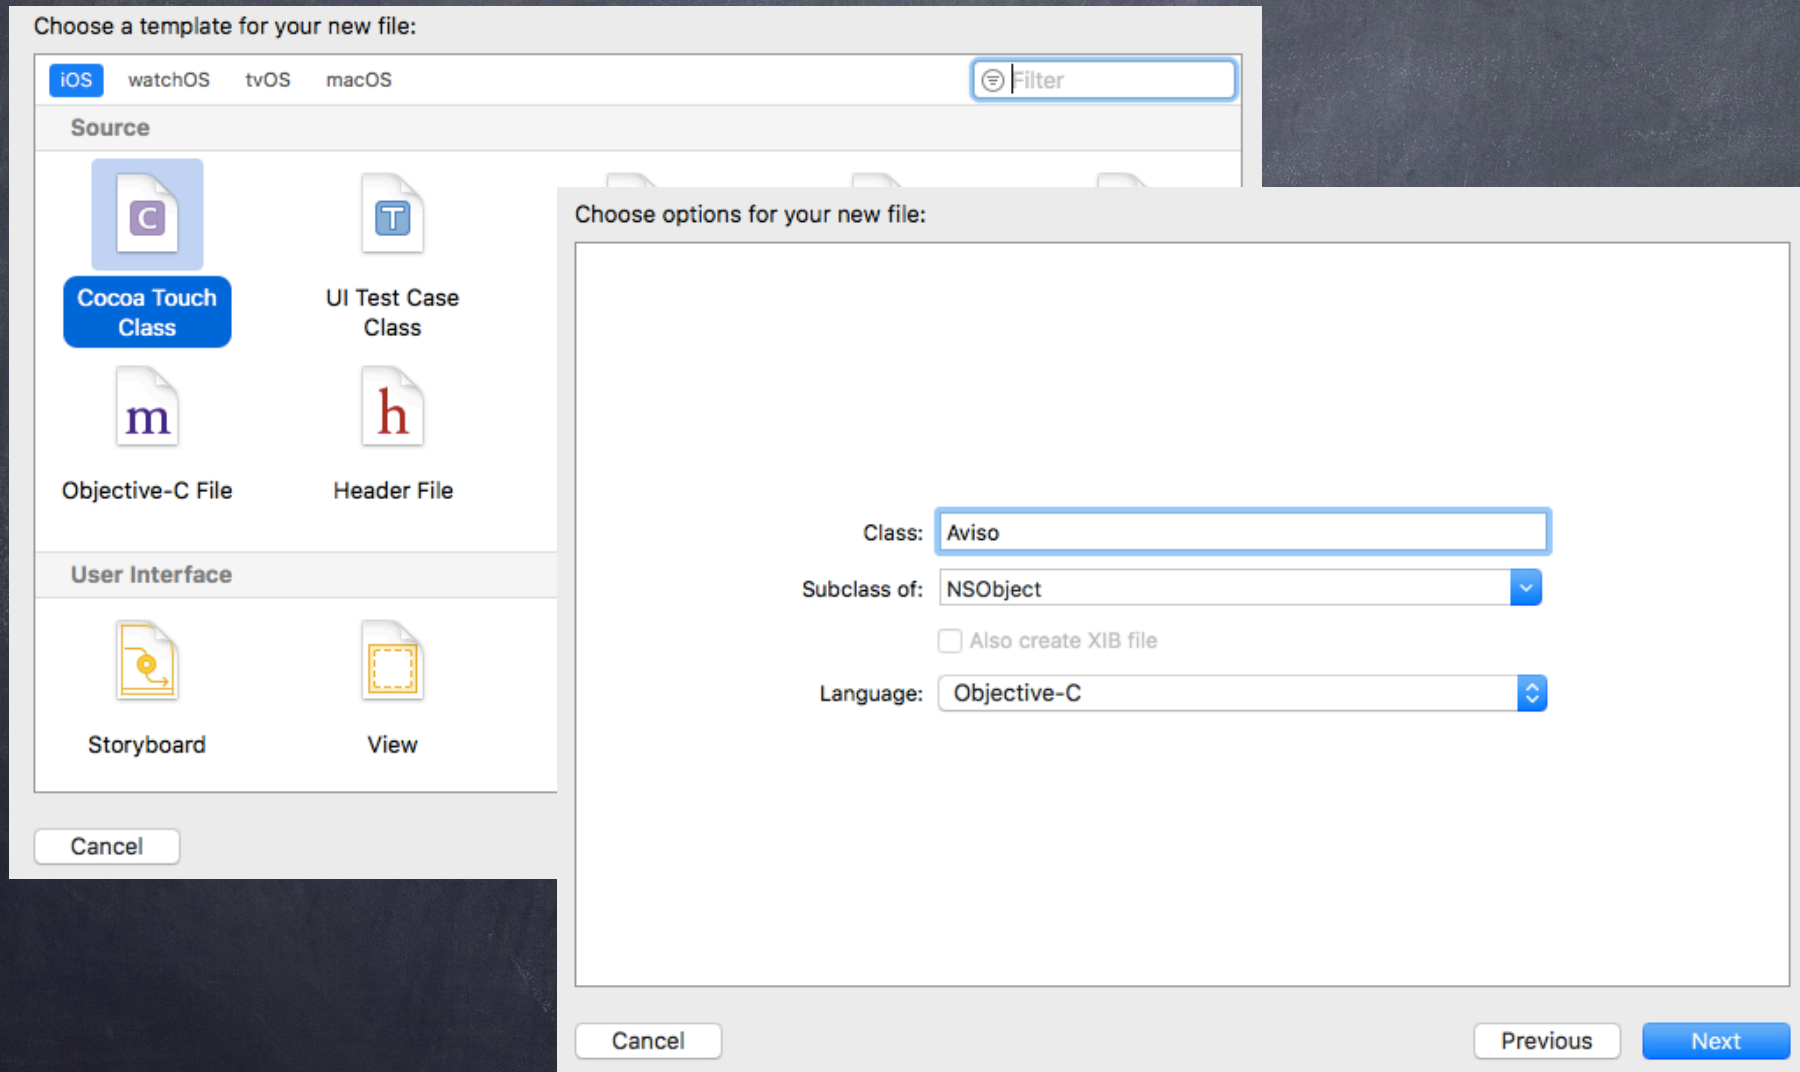 Choose a template for your new file:
iOS watchOS tvOS macOS Filter
Source
C
T
Cocoa Touch
Class
UI Test Case
Class
m
h
Objective-C File
Header File
User Interface
Storyboard
View
Cancel
Choose options for your new file:
Class: Aviso
Subclass of: NSObject
Also create XIB file
Language: Objective-C
Cancel
Previous
Next